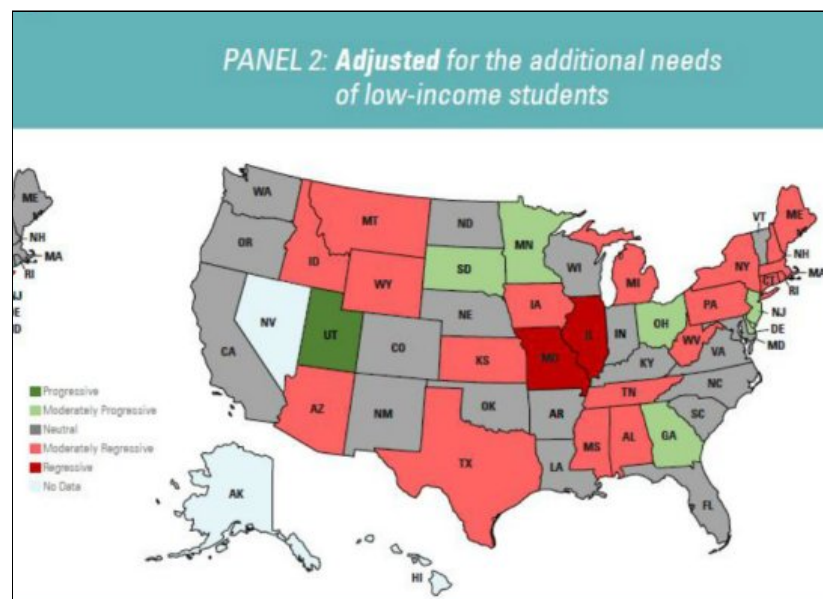 PANEL 2: Adjusted for the additional needs
of low-income students
ME
NH
MA
RI
NJ
E
D
WA
OR
CA
NV
ID
MT
WY
UT
AZ
CO
NM
ND
SD
NE
KS
OK
TX
MN
IA
MO
AR
LA
WI
IL
MI
IN
OH
KY
TN
MS
AL
GA
FL
SC
NC
VA
WV
PA
NY
VT
ME
NH
MA
CT
RI
NJ
DE
MD
AK
HI
Progressive
Moderately Progressive
Neutral
Moderately Regressive
Regressive
No Data